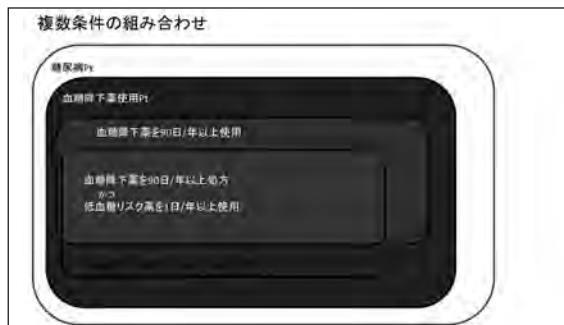 複数条件の組み合わせ
糖尿病Pt
血糖降下薬使用Pt
血糖降下薬を90日/年以上使用
血糖降下薬を90日/年以上処方
かつ
低血糖リスク薬を1日/年以上使用